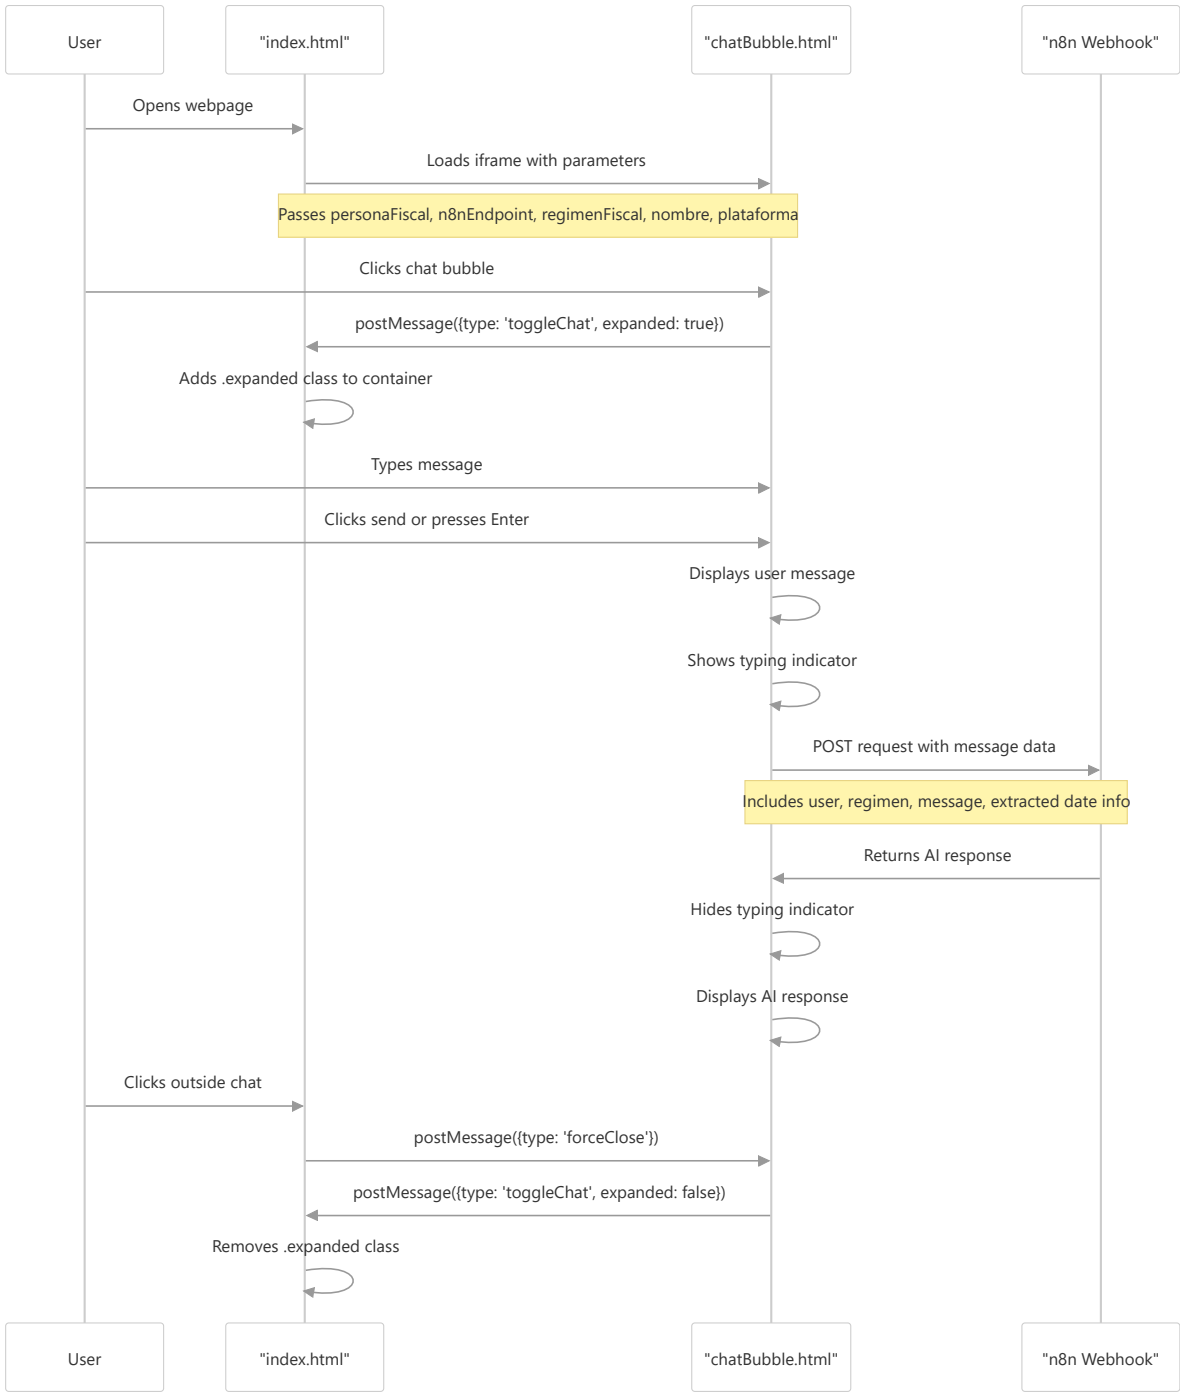 User
"index.html"
"chatBubble.html"
"n8n Webhook"
Opens webpage
Loads iframe with parameters
Passes personaFiscal, n8nEndpoint, regimenFiscal, nombre, plataforma
Clicks chat bubble
postMessage({type: 'toggleChat', expanded: true})
Adds .expanded class to container
Types message
Clicks send or presses Enter
Displays user message
Shows typing indicator
POST request with message data
Includes user, regimen, message, extracted date info
Returns AI response
Hides typing indicator
Displays AI response
Clicks outside chat
postMessage({type: 'forceClose'})
postMessage({type: 'toggleChat', expanded: false})
Removes .expanded class
User
"index.html"
"chatBubble.html"
"n8n Webhook"